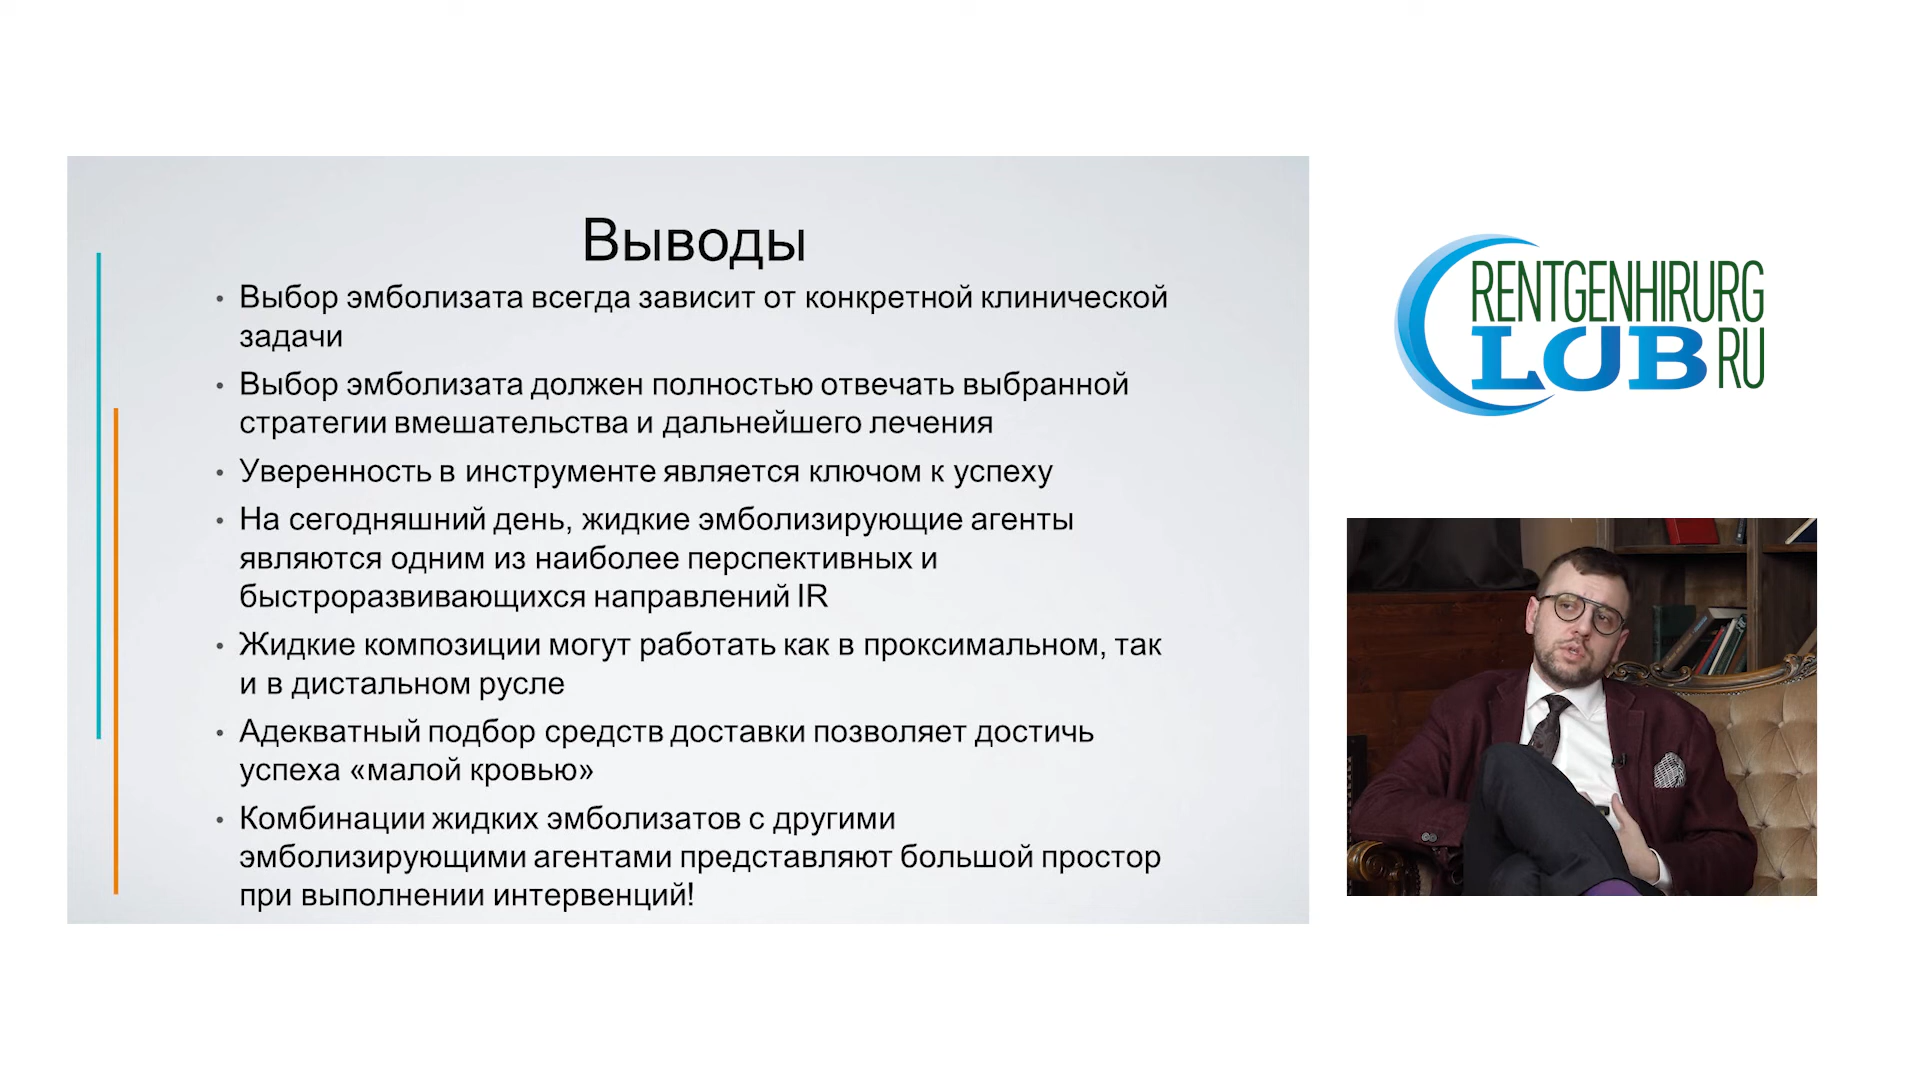 Выводы
• Выбор эмболизата всегда зависит от конкретной клинической
задачи
• Выбор эмболизата должен полностью отвечать выбранной
стратегии вмешательства и дальнейшего лечения
• Уверенность в инструменте является ключом к успеху
• На сегодняшний день, жидкие эмболизирующие агенты
являются одним из наиболее перспективных и
быстроразвивающихся направлений IR
• Жидкие композиции могут работать как в проксимальном, так
и в дистальном русле
• Адекватный подбор средств доставки позволяет достичь
успеха «малой кровью»
• Комбинации жидких эмболизатов с другими
эмболизирующими агентами представляют большой простор
при выполнении интервенций!
RENTGENHIRURG
CLUB RU